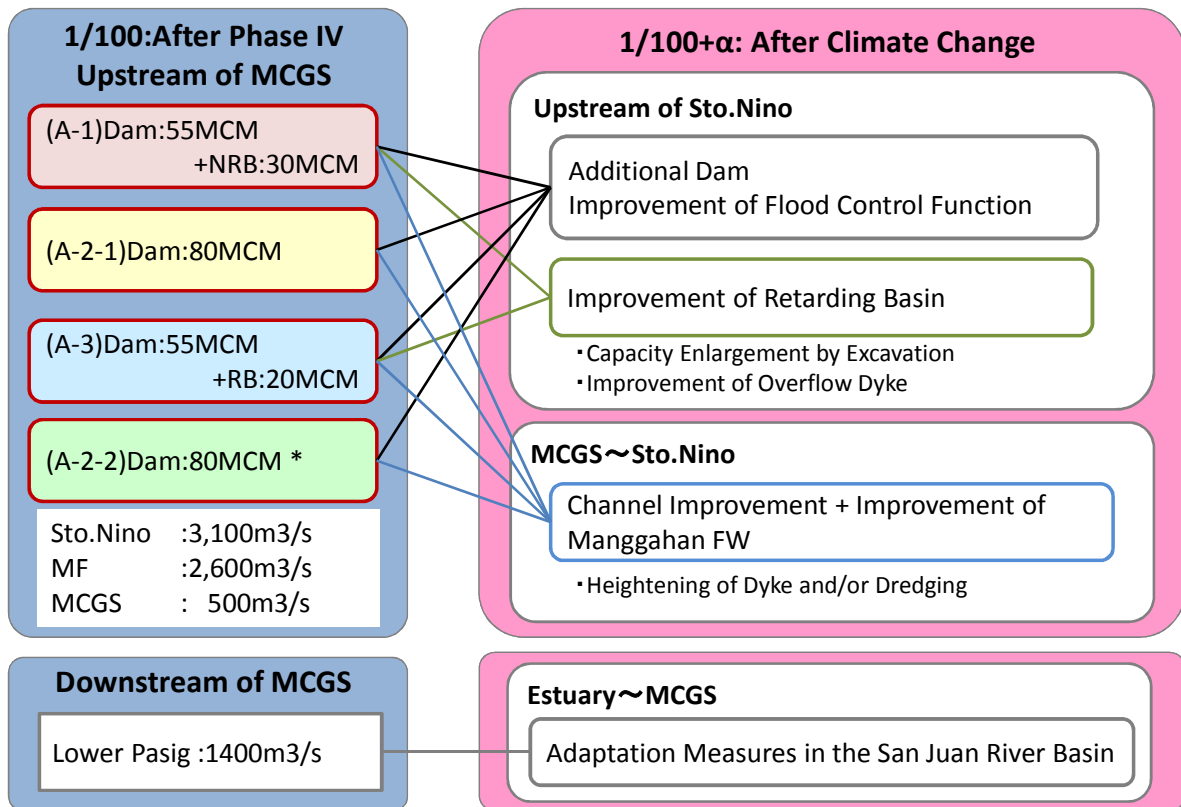 1/100:After Phase IV
Upstream of MCGS
(A-1)Dam:55MCM
+NRB:30MCM
(A-2-1)Dam:80MCM
(A-3)Dam:55MCM
+RB:20MCM
(A-2-2)Dam:80MCM *
Sto.Nino :3,100m3/s
MF :2,600m3/s
MCGS : 500m3/s
1/100+α: After Climate Change
Upstream of Sto.Nino
Additional Dam
Improvement of Flood Control Function
Improvement of Retarding Basin
・Capacity Enlargement by Excavation
・Improvement of Overflow Dyke
MCGS～Sto.Nino
Channel Improvement + Improvement of
Manggahan FW
・Heightening of Dyke and/or Dredging
Downstream of MCGS
Lower Pasig :1400m3/s
Estuary～MCGS
Adaptation Measures in the San Juan River Basin